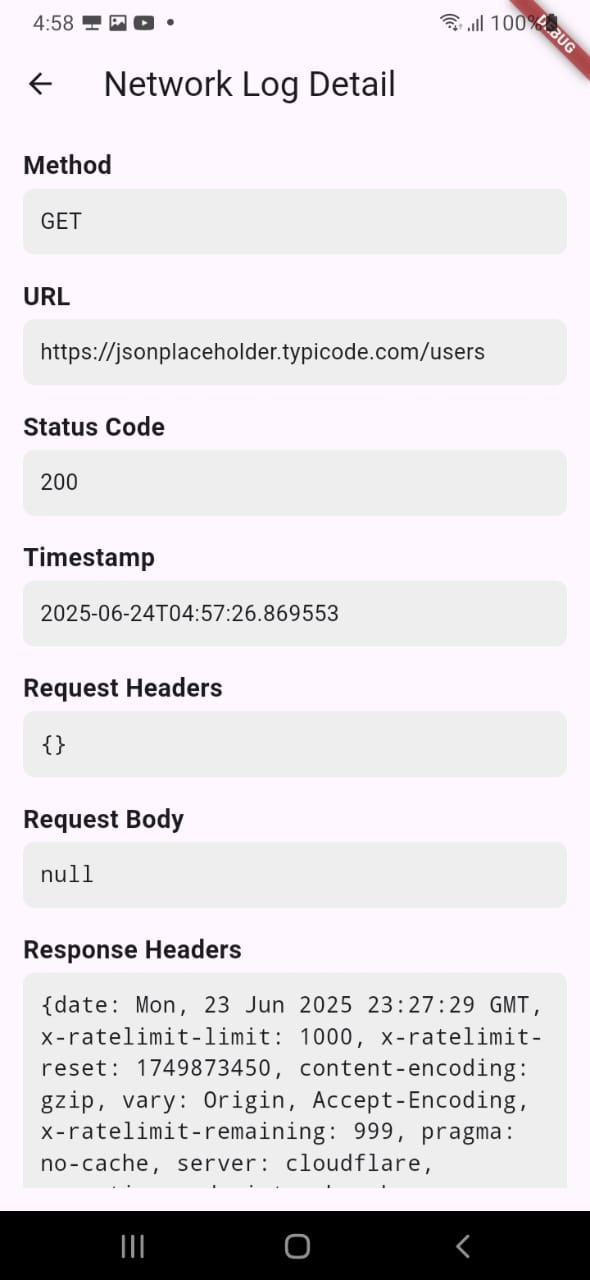 4:58
100%
DEBUG
Network Log Detail
Method
GET
URL
https://jsonplaceholder.typicode.com/users
Status Code
200
Timestamp
2025-06-24T04:57:26.869553
Request Headers
{}
Request Body
null
Response Headers
{date: Mon, 23 Jun 2025 23:27:29 GMT,
x-ratelimit-limit: 1000, x-ratelimit-
reset: 1749873450, content-encoding:
gzip, vary: Origin, Accept-Encoding,
x-ratelimit-remaining: 999, pragma:
no-cache, server: cloudflare,